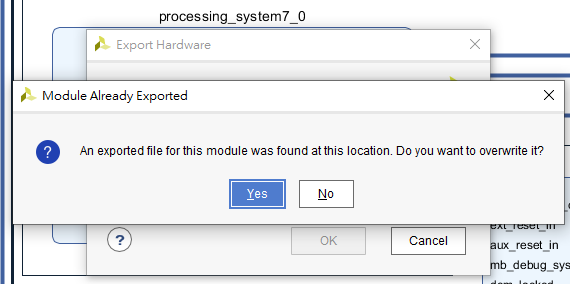 processing_system7_0
Export Hardware
Module Already Exported
An exported file for this module was found at this location. Do you want to overwrite it?
Yes
No
?
OK
Cancel
ext_reset_in
aux_reset_in
mb_debug_sys
dcm_locked